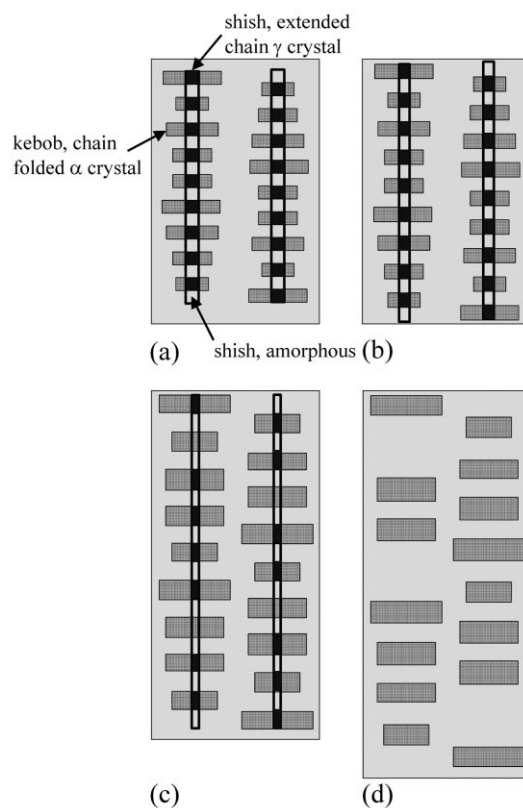 shish, extended
chain γ crystal
kebob, chain
folded α crystal
(a)
shish, amorphous
(b)
(c)
(d)